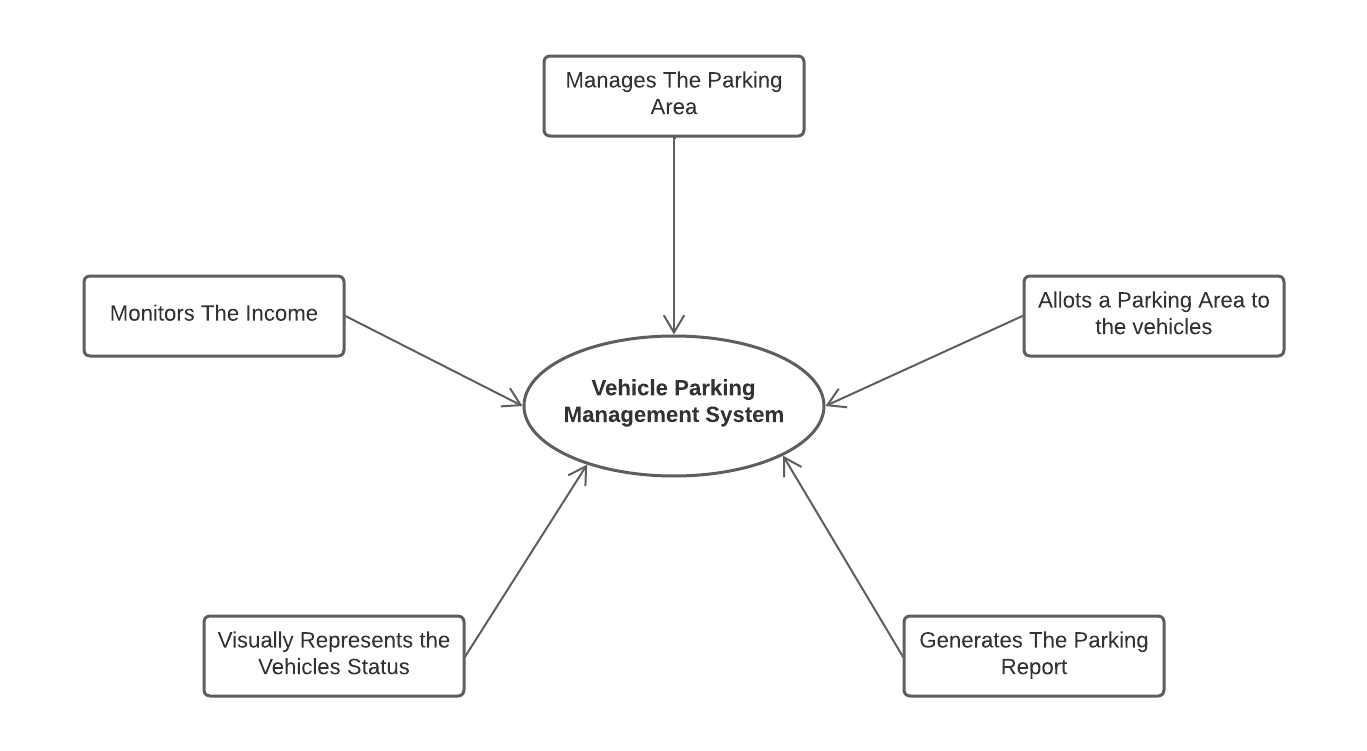 Manages The Parking
Area
Monitors The Income
Allots a Parking Area to
the vehicles
Vehicle Parking
Management System
Visually Represents the
Vehicles Status
Generates The Parking
Report